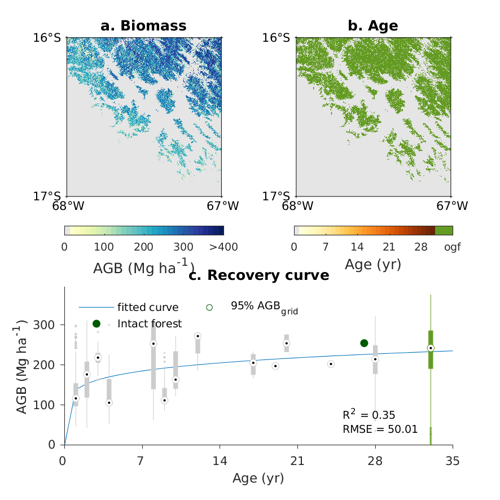 a. Biomass
b. Age
16°S
17°S
68°W
67°W
16°S
17°S
68°W
67°W
0 100 200 300 >400
AGB (Mg ha⁻¹)
0 7 14 21 28 ogf
Age (yr)
c. Recovery curve
fitted curve
95% AGB_grid
Intact forest
AGB (Mg ha⁻¹)
300
200
100
0
R² = 0.35
RMSE = 50.01
0 7 14 21 28 35
Age (yr)